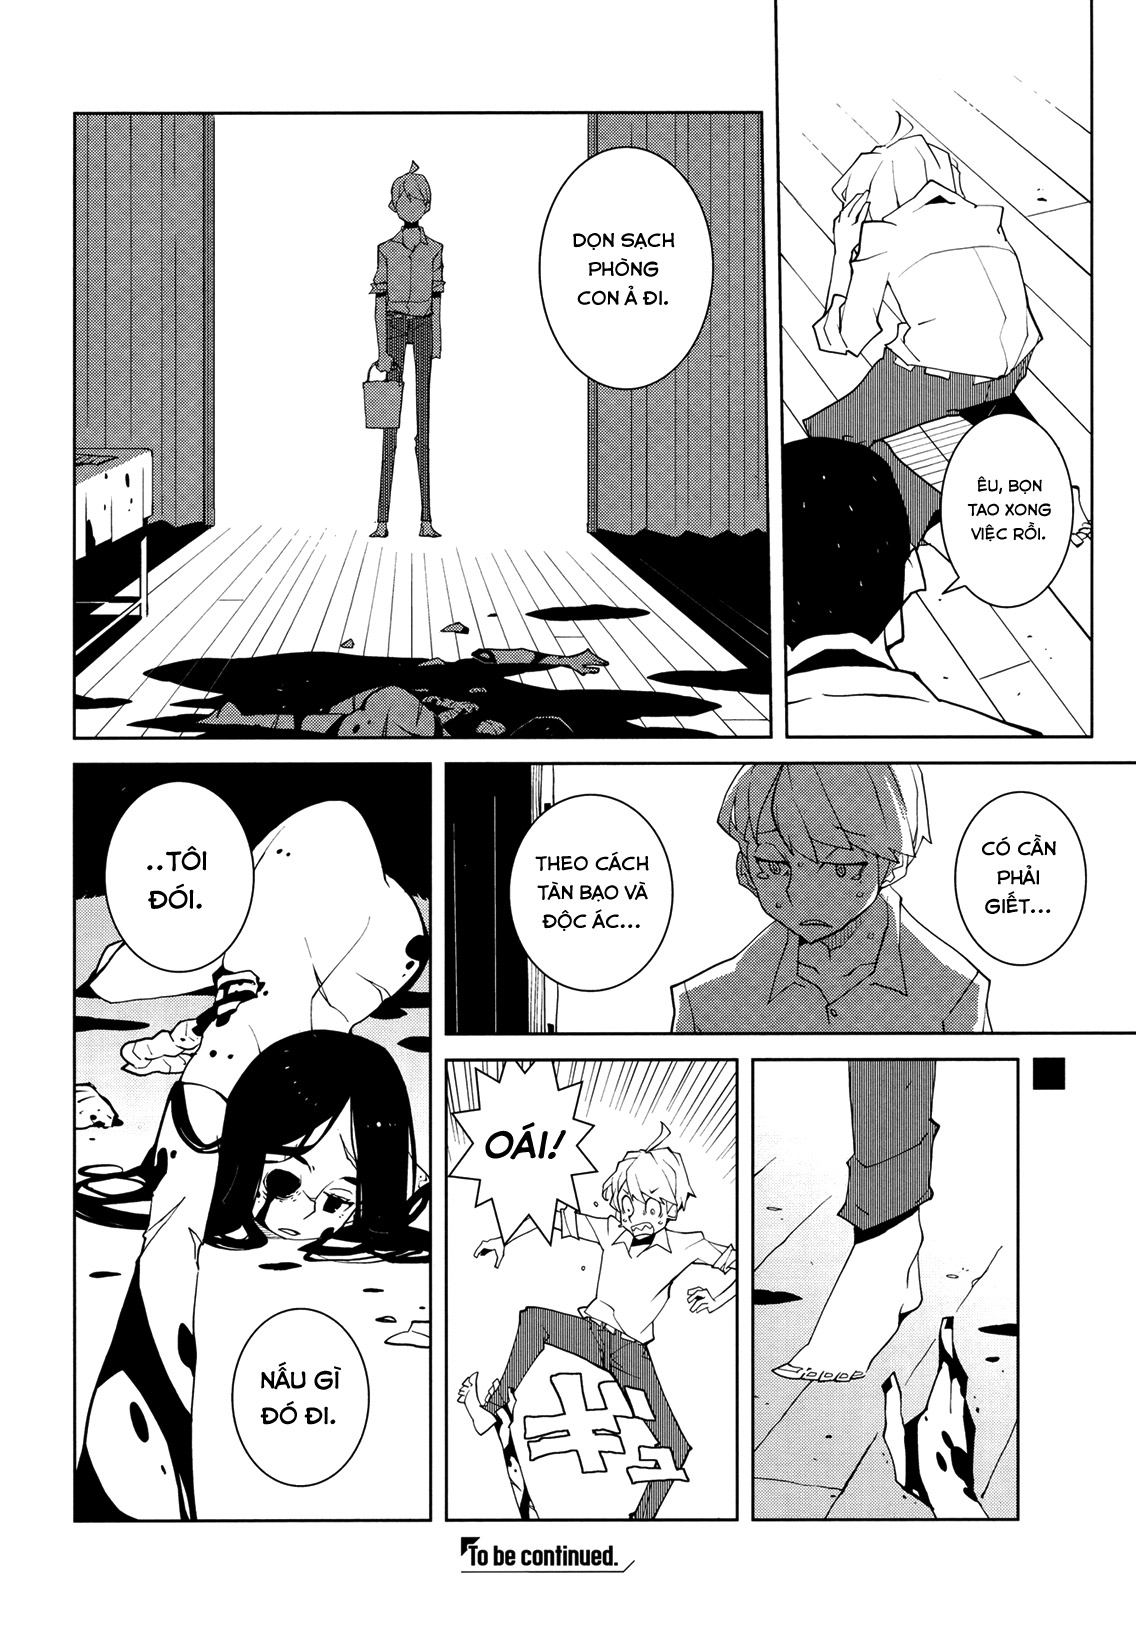 ÊU, BỌN
TAO XONG
VIỆC RỒI.
DỌN SẠCH
PHÒNG
CON Ả ĐI.
CÓ CẦN
PHẢI
GIẾT...
THEO CÁCH
TÀN BẠO VÀ
ĐỘC ÁC...
OÁI!
ギュ
..TÔI
ĐÓI.
NẤU GÌ
ĐÓ ĐI.
To be continued.